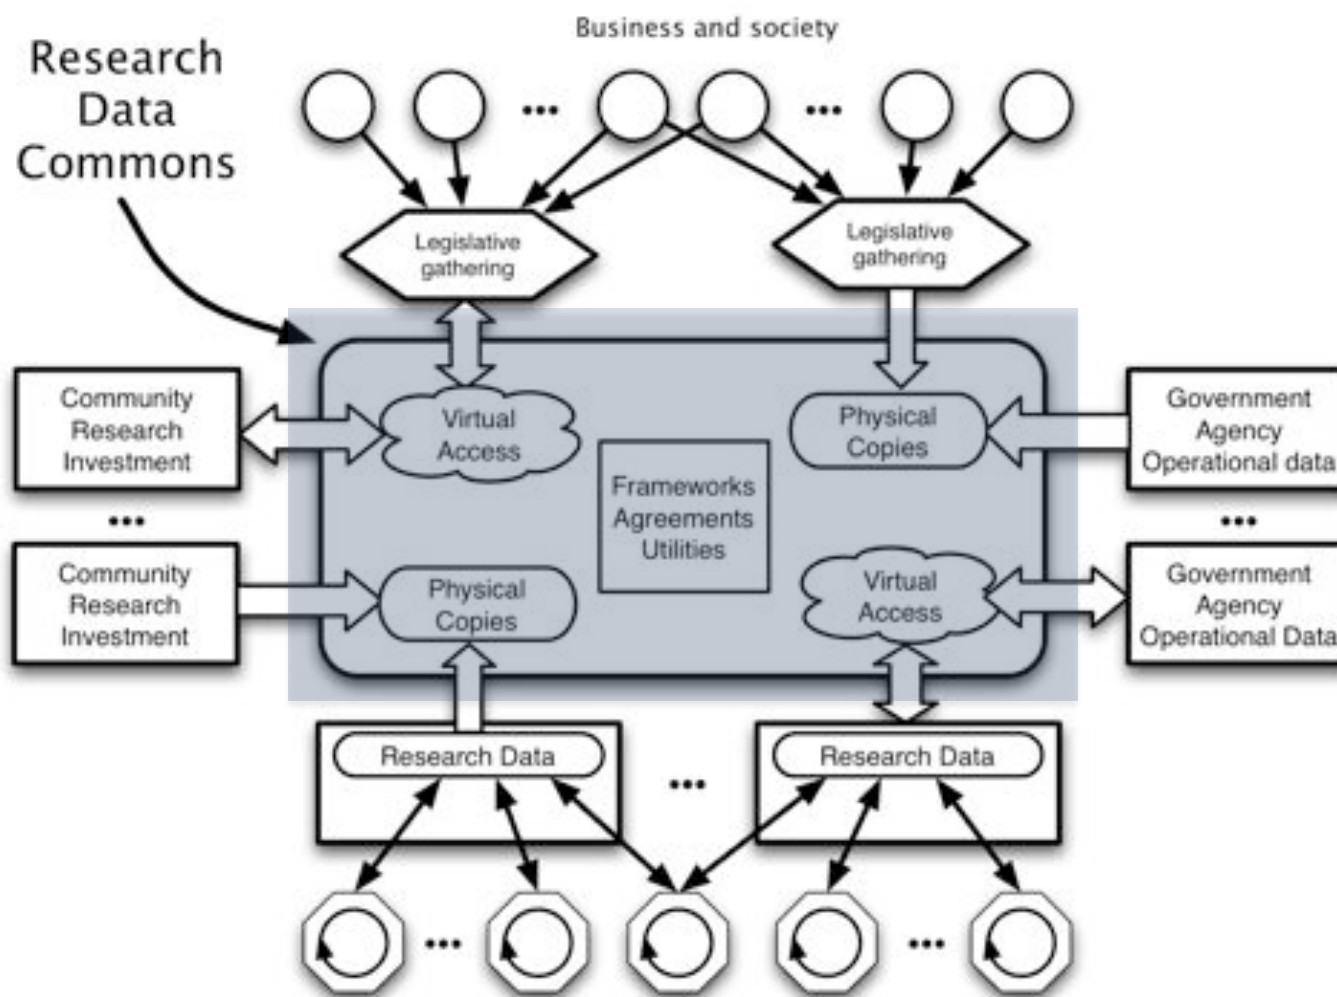 Business and society
Research
Data
Commons
Legislative
gathering
Legislative
gathering
Community
Research
Investment
Virtual
Access
Physical
Copies
Government
Agency
Operational data
Frameworks
Agreements
Utilities
•••
•••
Community
Research
Investment
Physical
Copies
Virtual
Access
Government
Agency
Operational Data
Research Data
Research Data